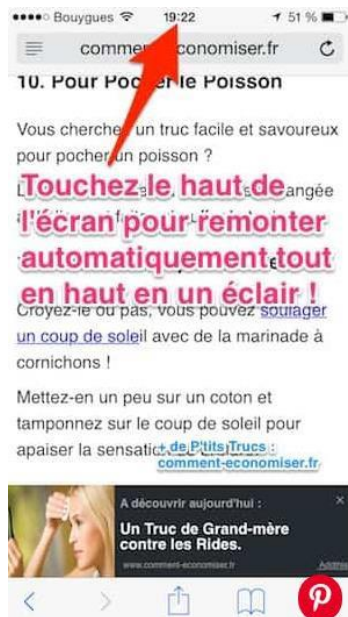 Bouygues 19:22 51 %
comment-economiser.fr
10. Pour Pocher le Poisson
Vous cherchez un truc facile et savoureux
pour pocher un poisson ?
Touchez le haut de
l'écran pour remonter
automatiquement tout
en haut en un éclair !
Croyez-le ou pas, vous pouvez soulager
un coup de soleil avec de la marinade à
cornichons !
Mettez-en un peu sur un coton et
tamponnez sur le coup de soleil pour
apaiser la
+ de P'tits Trucs :
comment-economiser.fr
A découvrir aujourd'hui :
Un Truc de Grand-mère
contre les Rides.
www.comment-economiser.fr